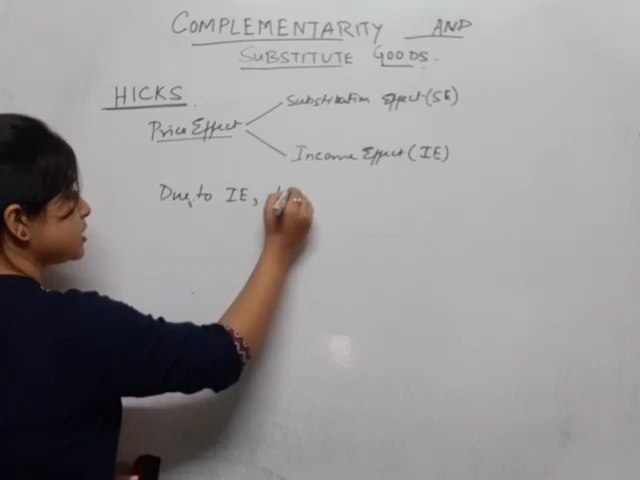 COMPLEMENTARITY AND
SUBSTITUTE GOODS.
HICKS
Substitution Effect (SE)
Price Effect
Income Effect (IE)
Due to IE,